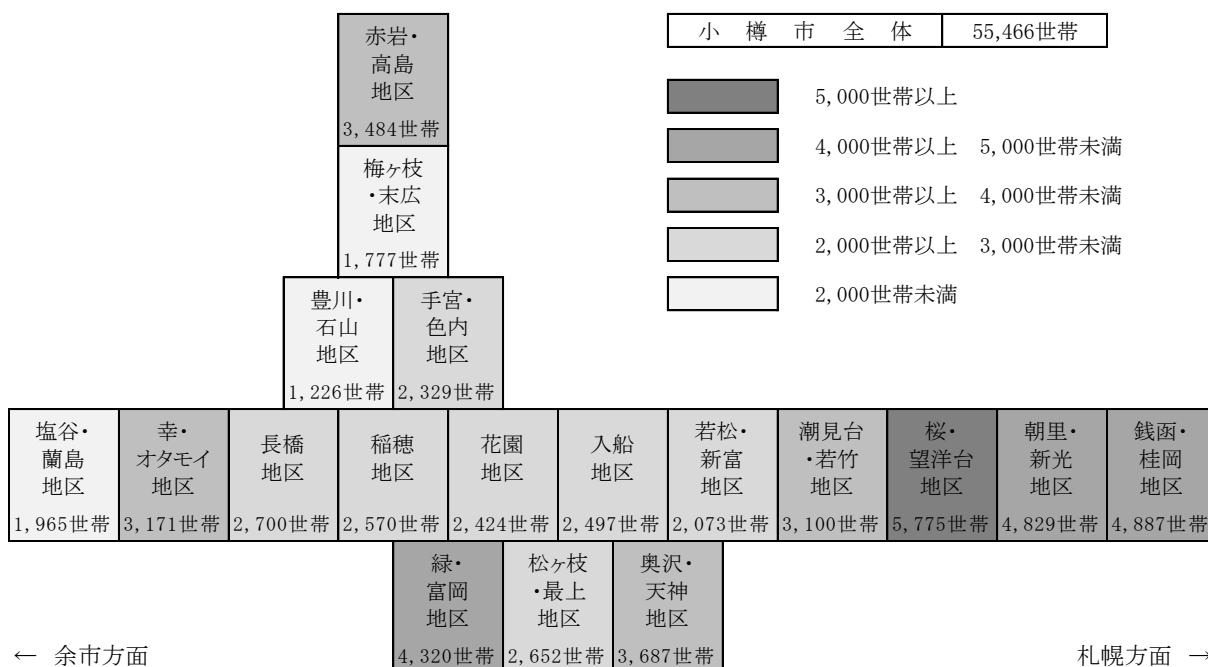 小樽市全体 55,466世帯
5,000世帯以上
4,000世帯以上 5,000世帯未満
3,000世帯以上 4,000世帯未満
2,000世帯以上 3,000世帯未満
2,000世帯未満
赤岩・
高島
地区
3,484世帯
梅ヶ枝
・末広
地区
1,777世帯
豊川・
石山
地区
1,226世帯
手宮・
色内
地区
2,329世帯
塩谷・
蘭島
地区
1,965世帯
幸・
オタモイ
地区
3,171世帯
長橋
地区
2,700世帯
稲穂
地区
2,570世帯
花園
地区
2,424世帯
入船
地区
2,497世帯
若松・
新富
地区
2,073世帯
潮見台
・若竹
地区
3,100世帯
桜・
望洋台
地区
5,775世帯
朝里・
新光
地区
4,829世帯
銭函・
桂岡
地区
4,887世帯
緑・
富岡
地区
4,320世帯
松ヶ枝
・最上
地区
2,652世帯
奥沢・
天神
地区
3,687世帯
← 余市方面
札幌方面 →